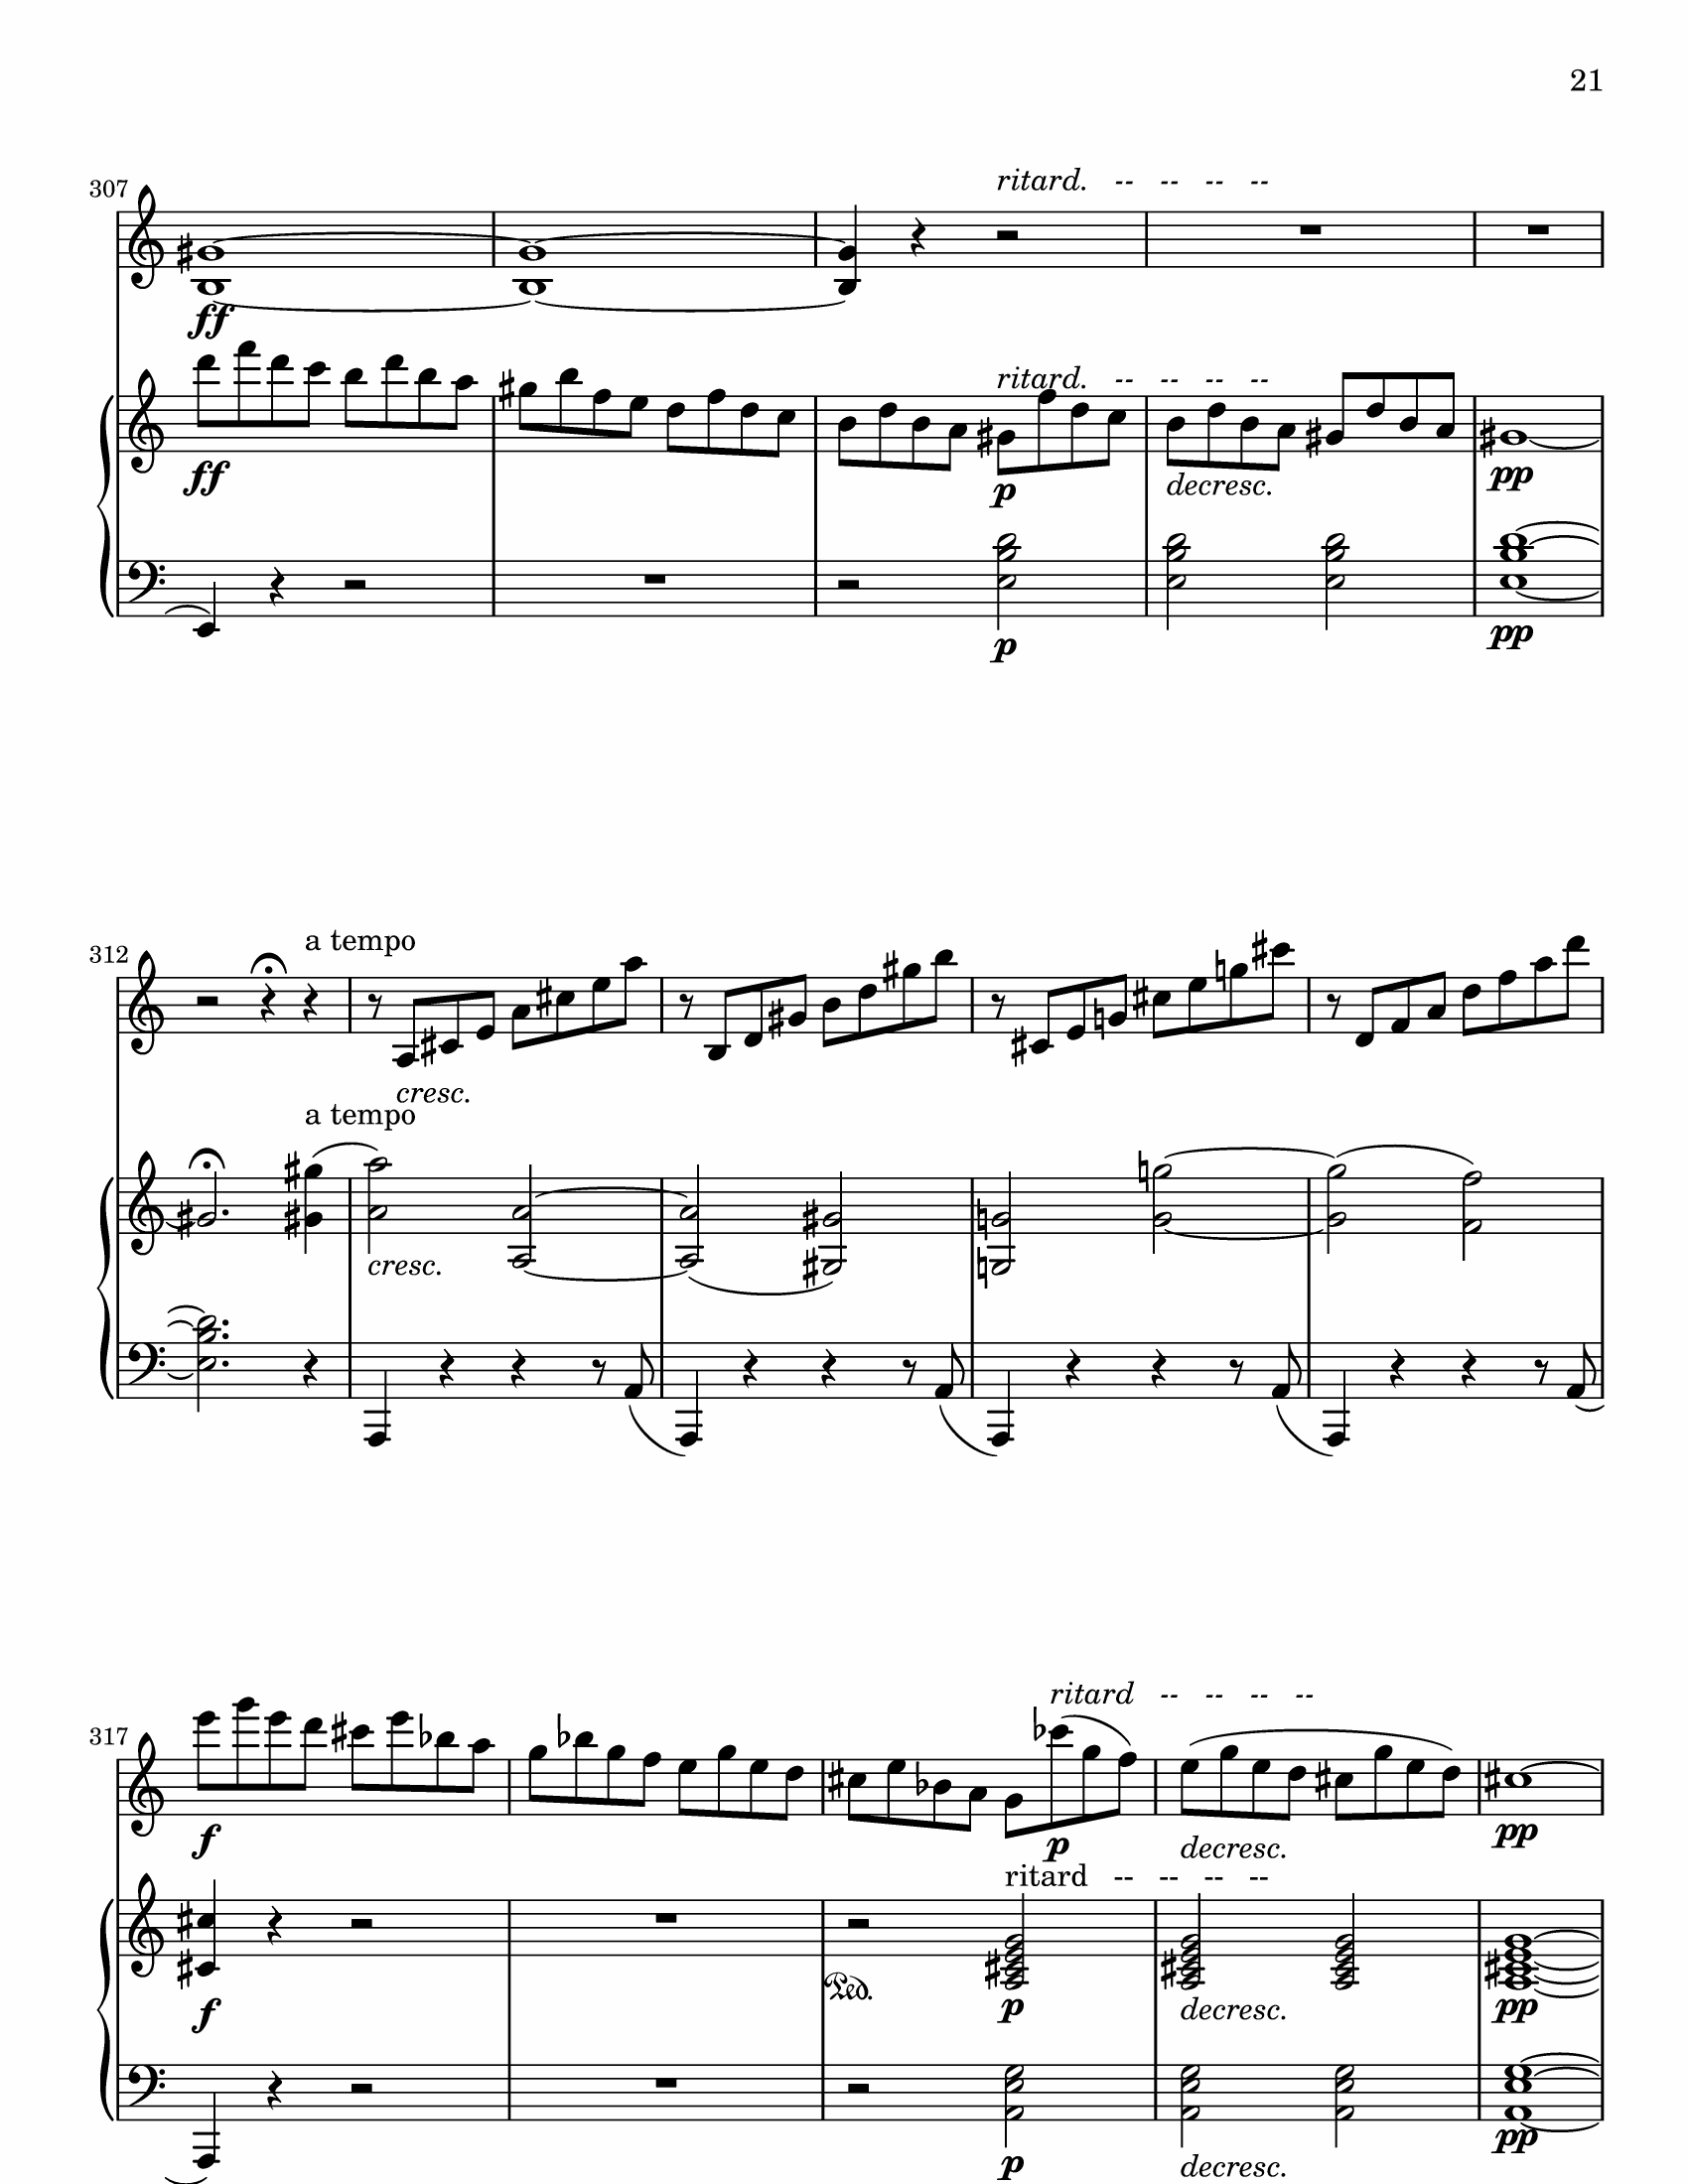 21
307
ritard. -- -- -- --
ff
ritard. -- -- -- --
ff
p
decresc.
pp
p
pp
312
a tempo
cresc.
a tempo
cresc.
317
ritard -- -- -- --
f
p
decresc.
pp
ritard -- -- -- --
f
Ped.
p
decresc.
pp
p
decresc.
pp